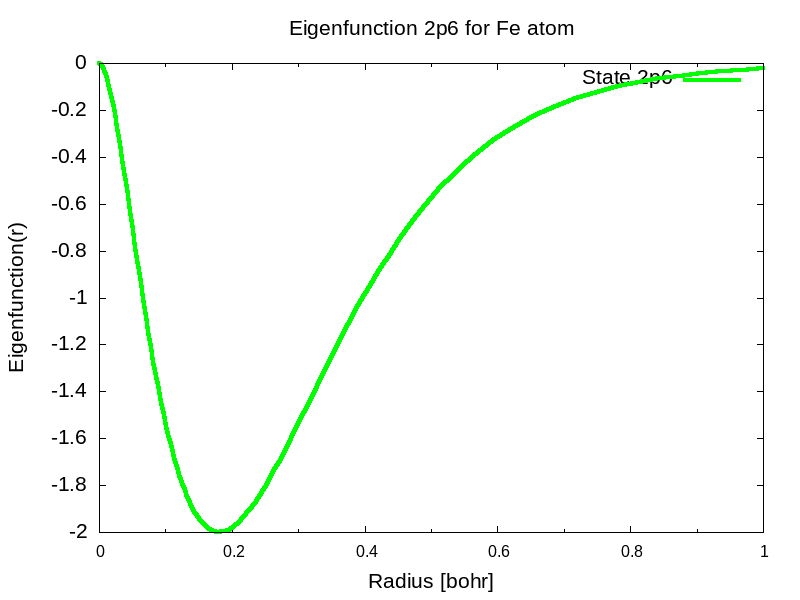 Eigenfunction 2p6 for Fe atom
State 2p6
0
-0.2
-0.4
-0.6
-0.8
-1
-1.2
-1.4
-1.6
-1.8
-2
Eigenfunction(r)
0 0.2 0.4 0.6 0.8 1
Radius [bohr]